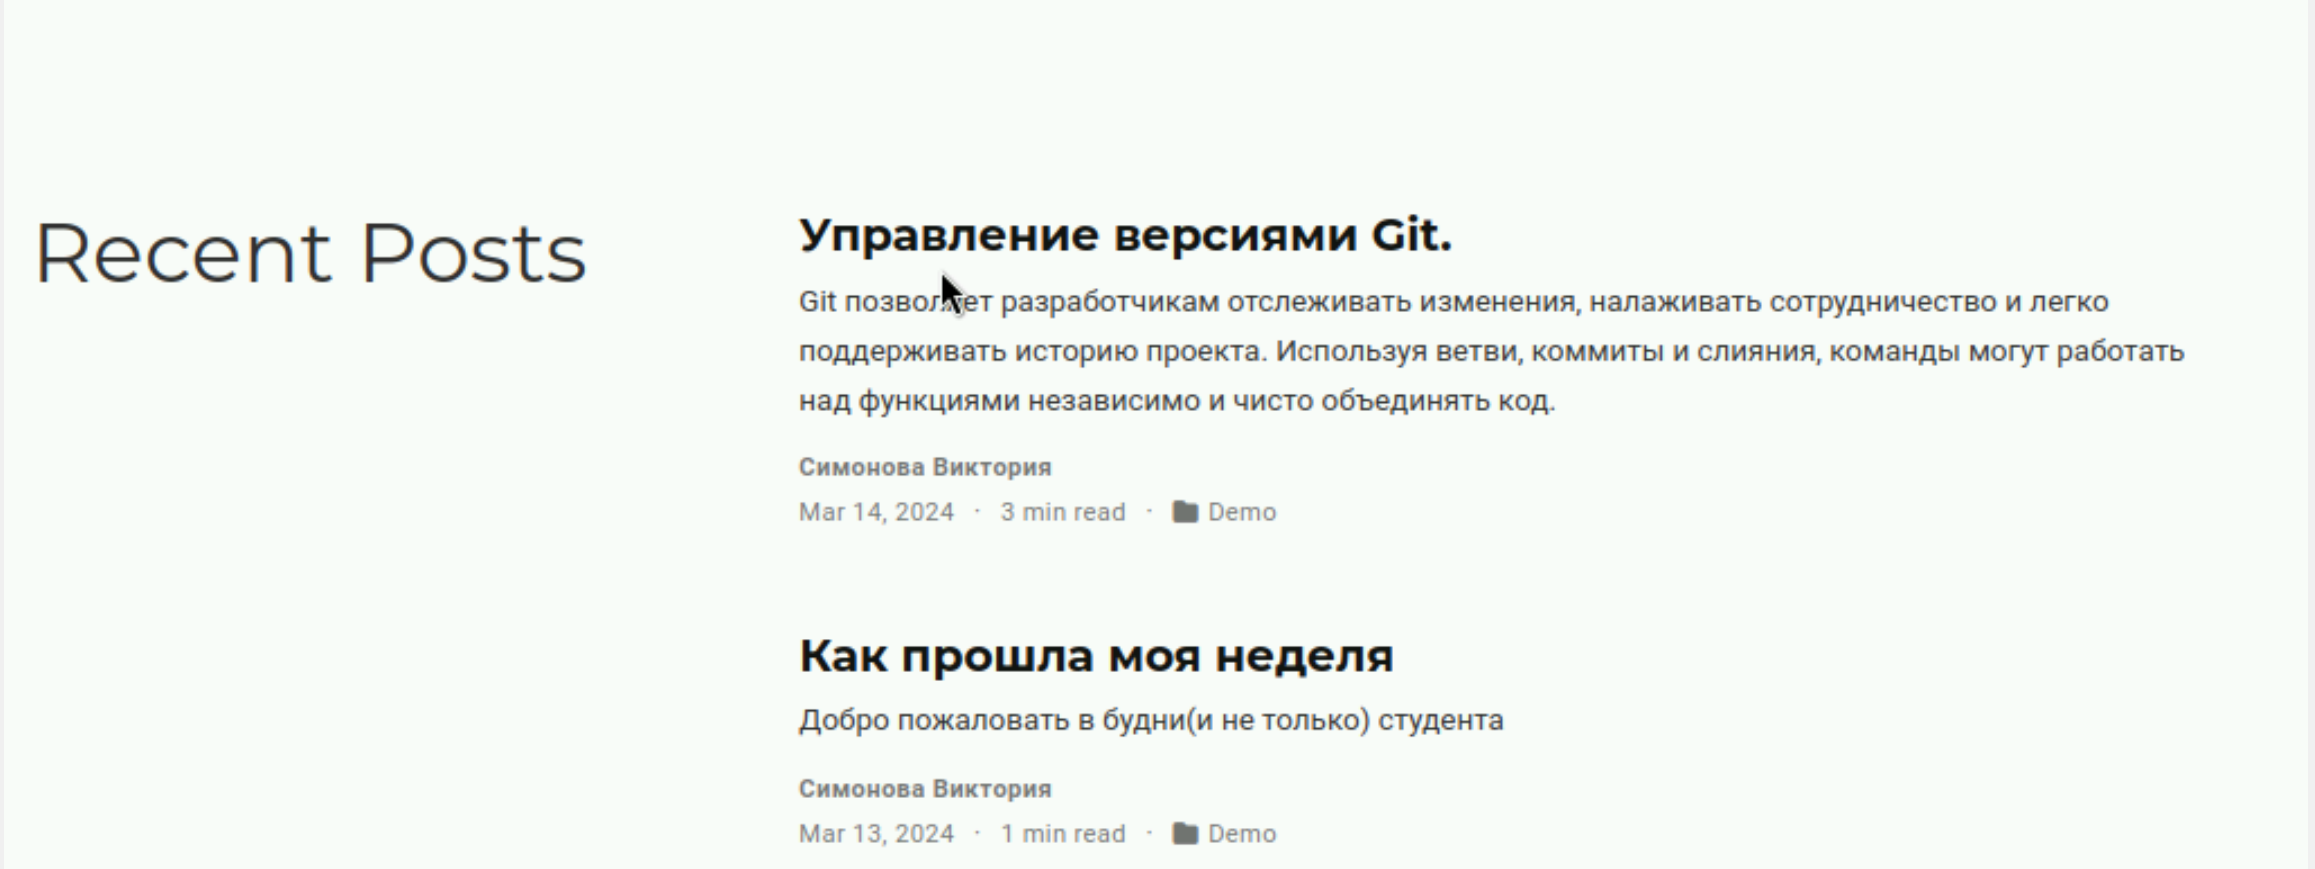 Recent Posts
Управление версиями Git.
Git позволяет разработчикам отслеживать изменения, налаживать сотрудничество и легко
поддерживать историю проекта. Используя ветви, коммиты и слияния, команды могут работать
над функциями независимо и чисто объединять код.
Симонова Виктория
Mar 14, 2024 · 3 min read · Demo
Как прошла моя неделя
Добро пожаловать в будни(и не только) студента
Симонова Виктория
Mar 13, 2024 · 1 min read · Demo